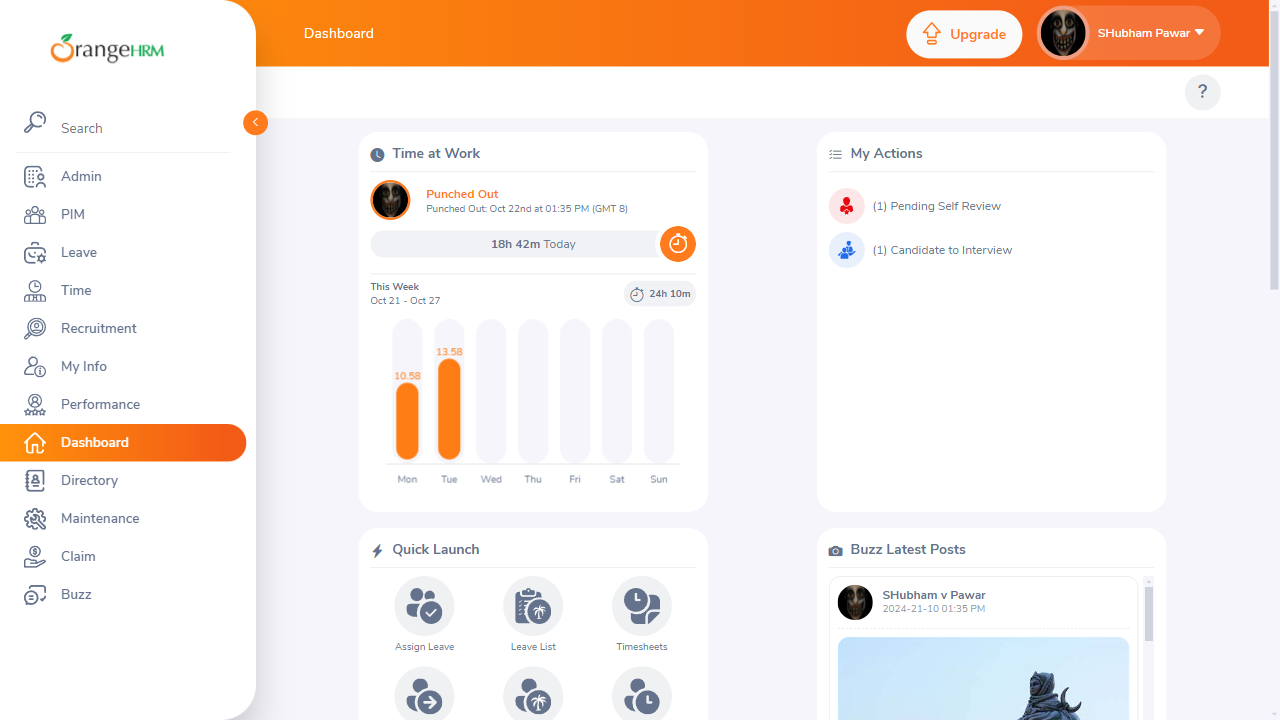 OrangeHRM
Search
Admin
PIM
Leave
Time
Recruitment
My Info
Performance
Dashboard
Directory
Maintenance
Claim
Buzz
Dashboard
Upgrade
SHubham Pawar
?
Time at Work
Punched Out
Punched Out: Oct 22nd at 01:35 PM (GMT 8)
18h 42m Today
This Week
Oct 21 - Oct 27
24h 10m
10.58
13.58
Mon Tue Wed Thu Fri Sat Sun
My Actions
(1) Pending Self Review
(1) Candidate to Interview
Quick Launch
Assign Leave
Leave List
Timesheets
Buzz Latest Posts
SHubham v Pawar
2024-21-10 01:35 PM